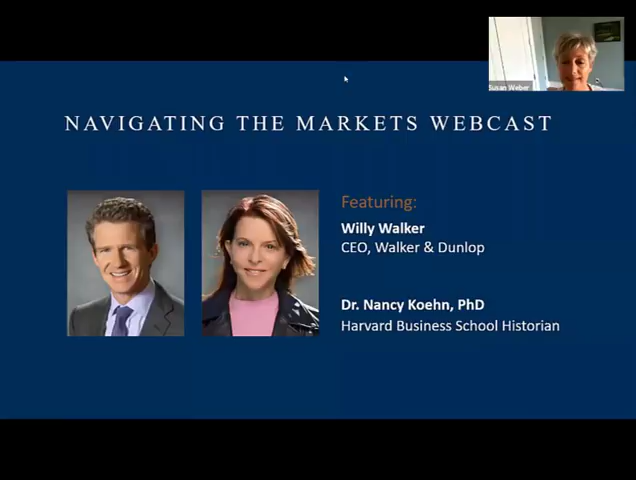 Susan Weber
NAVIGATING THE MARKETS WEBCAST
Featuring:
Willy Walker
CEO, Walker & Dunlop
Dr. Nancy Koehn, PhD
Harvard Business School Historian